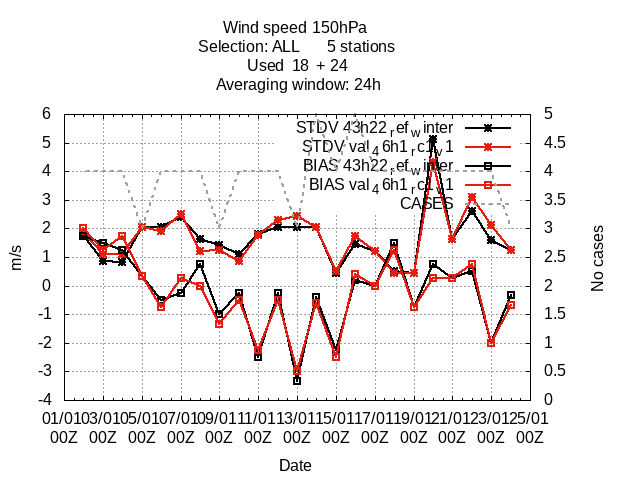 Wind speed 150hPa
Selection: ALL 5 stations
Used 18 + 24
Averaging window: 24h
6 5
STDV 43h22_ref_winter
5 4.5
STDV val_46h1_rc1_v1
4 4
BIAS 43h22_ref_winter
BIAS val_46h1_rc1_v1
3 3.5
CASES
2 3
1 2.5
0 2
-1 1.5
-2 1
-3 0.5
-4 0
m/s
No cases
01/01 03/01 05/01 07/01 09/01 11/01 13/01 15/01 17/01 19/01 21/01 23/01 25/01
00Z 00Z 00Z 00Z 00Z 00Z 00Z 00Z 00Z 00Z 00Z 00Z 00Z
Date